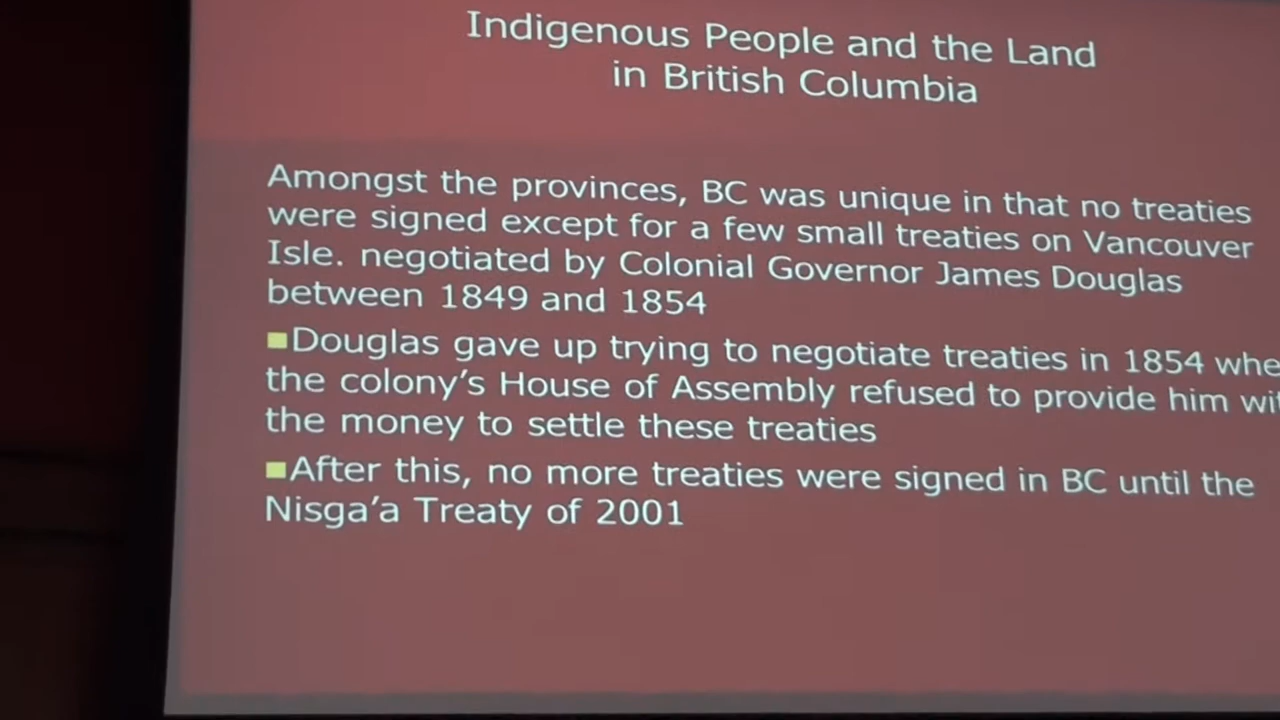 Indigenous People and the Land
in British Columbia
Amongst the provinces, BC was unique in that no treaties
were signed except for a few small treaties on Vancouver
Isle. negotiated by Colonial Governor James Douglas
between 1849 and 1854
■Douglas gave up trying to negotiate treaties in 1854 whe
the colony's House of Assembly refused to provide him wit
the money to settle these treaties
■After this, no more treaties were signed in BC until the
Nisga'a Treaty of 2001